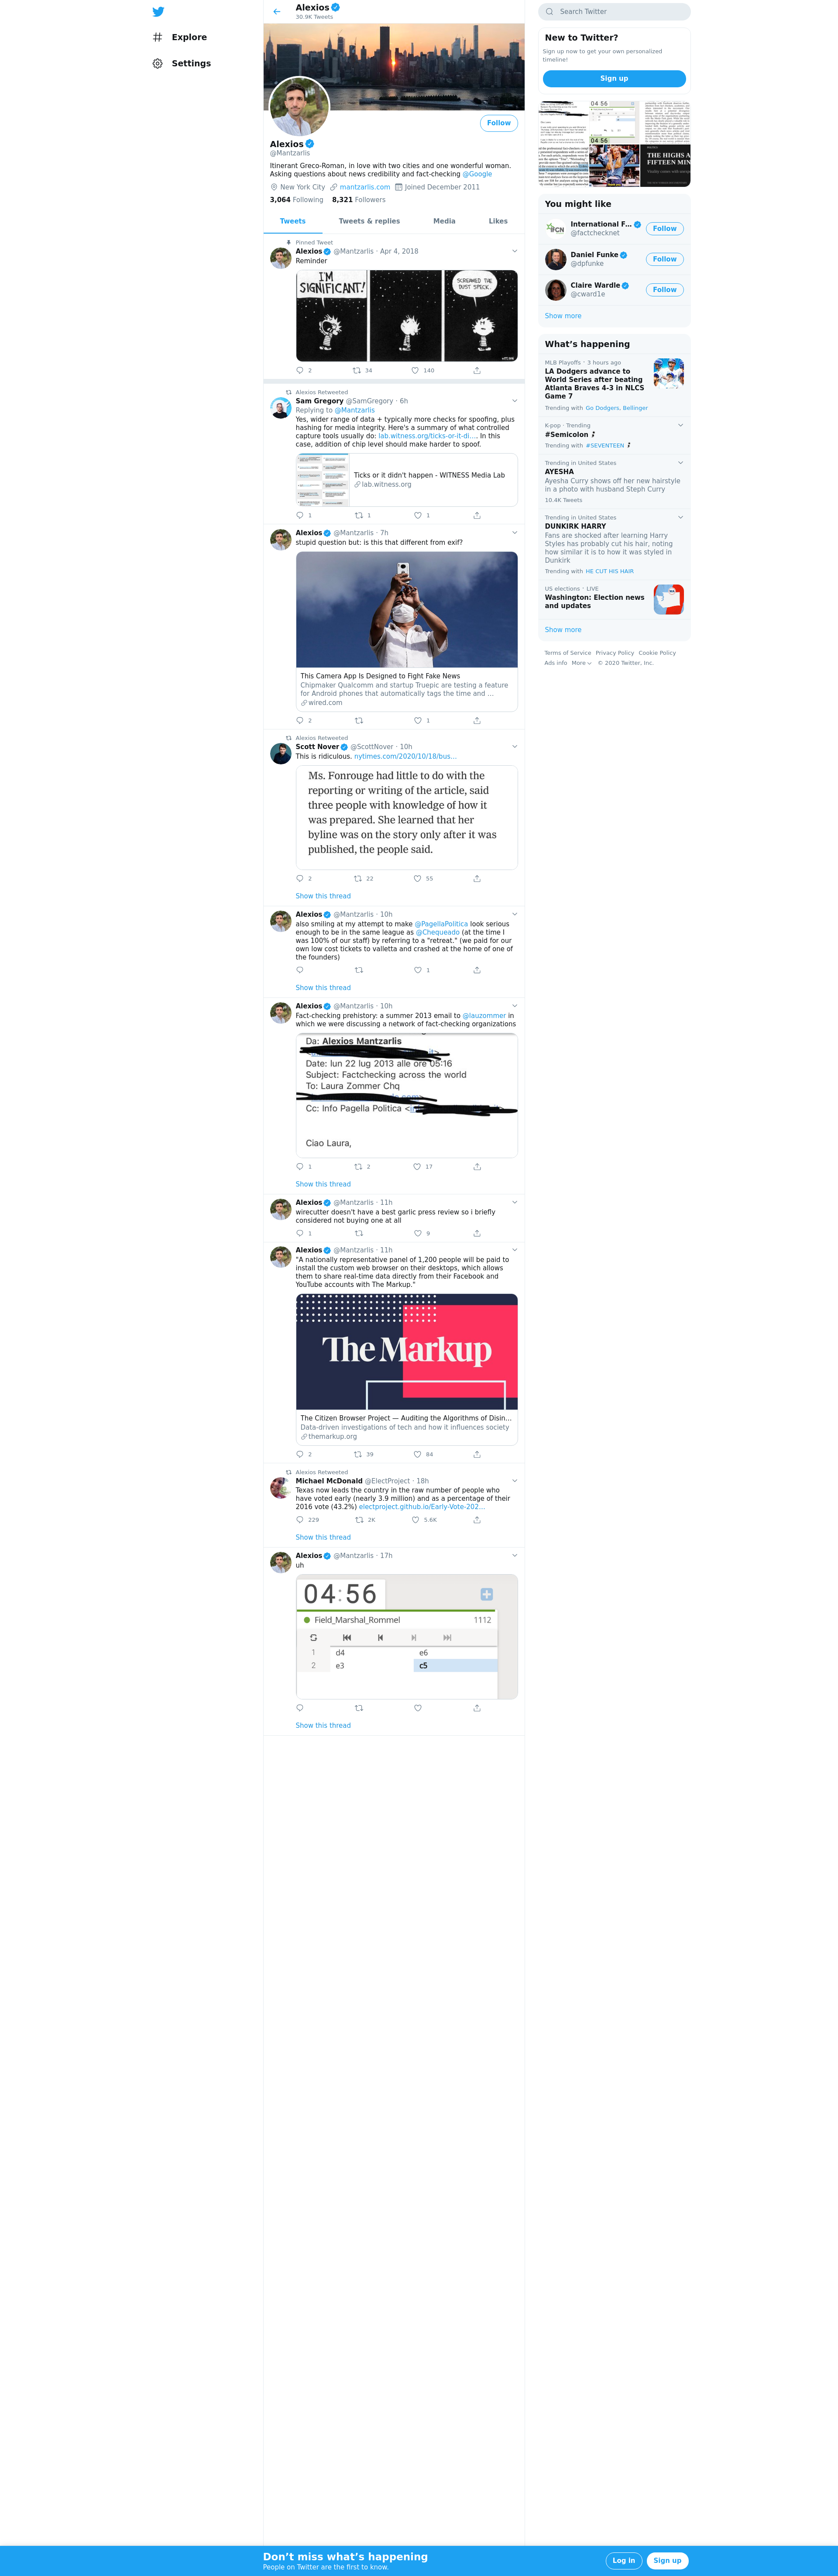 Explore
Settings
Alexios
30.9K Tweets
Follow
Alexios
@Mantzarlis
Itinerant Greco-Roman, in love with two cities and one wonderful woman.
Asking questions about news credibility and fact-checking @Google
New York City mantzarlis.com Joined December 2011
3,064 Following 8,321 Followers
Tweets Tweets & replies Media Likes
Pinned Tweet
Alexios @Mantzarlis · Apr 4, 2018
Reminder
I'M SIGNIFICANT!
SCREAMED THE DUST SPECK.
2 34 140
Alexios Retweeted
Sam Gregory @SamGregory · 6h
Replying to @Mantzarlis
Yes, wider range of data + typically more checks for spoofing, plus
hashing for media integrity. Here's a summary of what controlled
capture tools usually do: lab.witness.org/ticks-or-it-di…. In this
case, addition of chip level should make harder to spoof.
Ticks or it didn't happen - WITNESS Media Lab
lab.witness.org
1 1 1
Alexios @Mantzarlis · 7h
stupid question but: is this that different from exif?
This Camera App Is Designed to Fight Fake News
Chipmaker Qualcomm and startup Truepic are testing a feature
for Android phones that automatically tags the time and …
wired.com
2 1
Alexios Retweeted
Scott Nover @ScottNover · 10h
This is ridiculous. nytimes.com/2020/10/18/bus…
Ms. Fonrouge had little to do with the
reporting or writing of the article, said
three people with knowledge of how it
was prepared. She learned that her
byline was on the story only after it was
published, the people said.
2 22 55
Show this thread
Alexios @Mantzarlis · 10h
also smiling at my attempt to make @PagellaPolitica look serious
enough to be in the same league as @Chequeado (at the time I
was 100% of our staff) by referring to a "retreat." (we paid for our
own low cost tickets to valletta and crashed at the home of one of
the founders)
1
Show this thread
Alexios @Mantzarlis · 10h
Fact-checking prehistory: a summer 2013 email to @lauzommer in
which we were discussing a network of fact-checking organizations
Da: Alexios Mantzarlis
Date: lun 22 lug 2013 alle ore 05:16
Subject: Factchecking across the world
To: Laura Zommer Chq
Cc: Info Pagella Politica <
Ciao Laura,
1 2 17
Show this thread
Alexios @Mantzarlis · 11h
wirecutter doesn't have a best garlic press review so i briefly
considered not buying one at all
1 9
Alexios @Mantzarlis · 11h
"A nationally representative panel of 1,200 people will be paid to
install the custom web browser on their desktops, which allows
them to share real-time data directly from their Facebook and
YouTube accounts with The Markup."
The Markup
The Citizen Browser Project — Auditing the Algorithms of Disin…
Data-driven investigations of tech and how it influences society
themarkup.org
2 39 84
Alexios Retweeted
Michael McDonald @ElectProject · 18h
Texas now leads the country in the raw number of people who
have voted early (nearly 3.9 million) and as a percentage of their
2016 vote (43.2%) electproject.github.io/Early-Vote-202…
229 2K 5.6K
Show this thread
Alexios @Mantzarlis · 17h
uh
04:56
Field_Marshal_Rommel 1112
1 d4 e6
2 e3 c5
Show this thread
Search Twitter
New to Twitter?
Sign up now to get your own personalized
timeline!
Sign up
04 56
04 56
THE HIGHS A
FIFTEEN MIN
You might like
International F…
@factchecknet
Follow
Daniel Funke
@dpfunke
Follow
Claire Wardle
@cward1e
Follow
Show more
What's happening
MLB Playoffs · 3 hours ago
LA Dodgers advance to
World Series after beating
Atlanta Braves 4-3 in NLCS
Game 7
Trending with Go Dodgers, Bellinger
K-pop · Trending
#Semicolon
Trending with #SEVENTEEN
Trending in United States
AYESHA
Ayesha Curry shows off her new hairstyle
in a photo with husband Steph Curry
10.4K Tweets
Trending in United States
DUNKIRK HARRY
Fans are shocked after learning Harry
Styles has probably cut his hair, noting
how similar it is to how it was styled in
Dunkirk
Trending with HE CUT HIS HAIR
US elections · LIVE
Washington: Election news
and updates
Show more
Terms of Service Privacy Policy Cookie Policy
Ads info More © 2020 Twitter, Inc.
Don't miss what's happening
People on Twitter are the first to know.
Log in Sign up